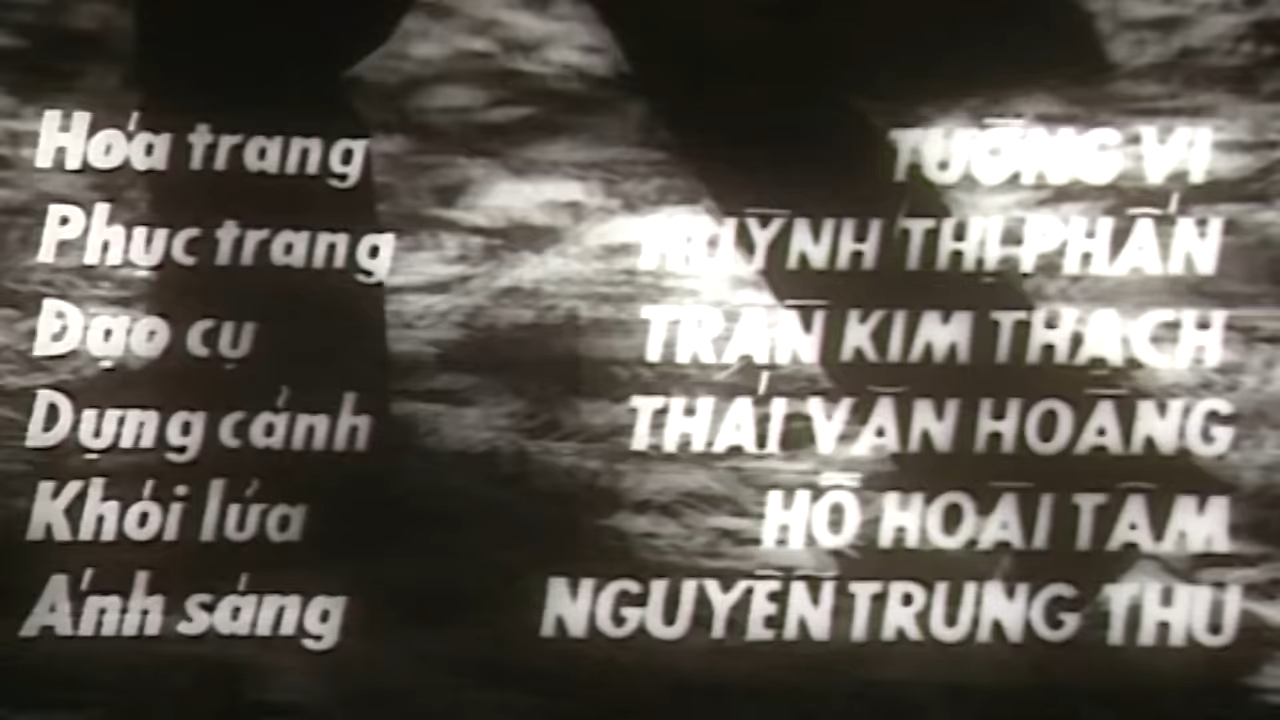 Hóa trang TƯỜNG VI
Phục trang HUỲNH THỊ PHẤN
Đạo cụ TRẦN KIM THẠCH
Dựng cảnh THÁI VĂN HOÀNG
Khói lửa HỒ HOÀI TÂM
Ánh sáng NGUYỄN TRUNG THU